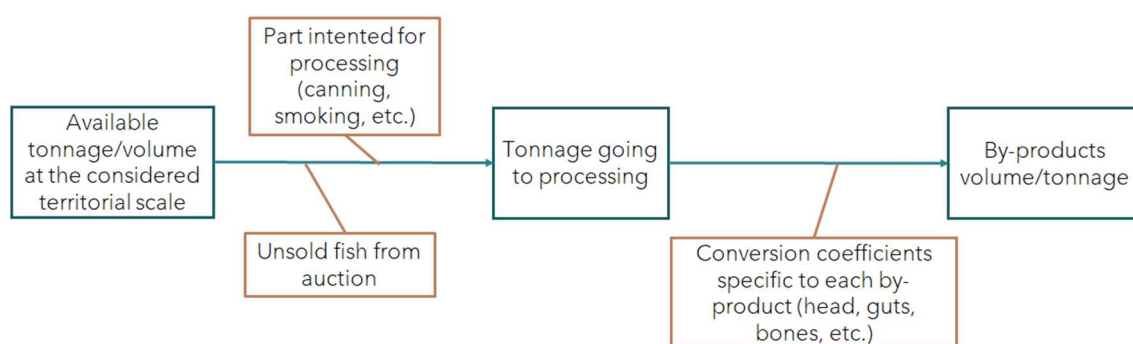 Part intented for
processing
(canning,
smoking, etc.)
Available
tonnage/volume
at the considered
territorial scale
Tonnage going
to processing
By-products
volume/tonnage
Unsold fish from
auction
Conversion coefficients
specific to each by-
product (head, guts,
bones, etc.)